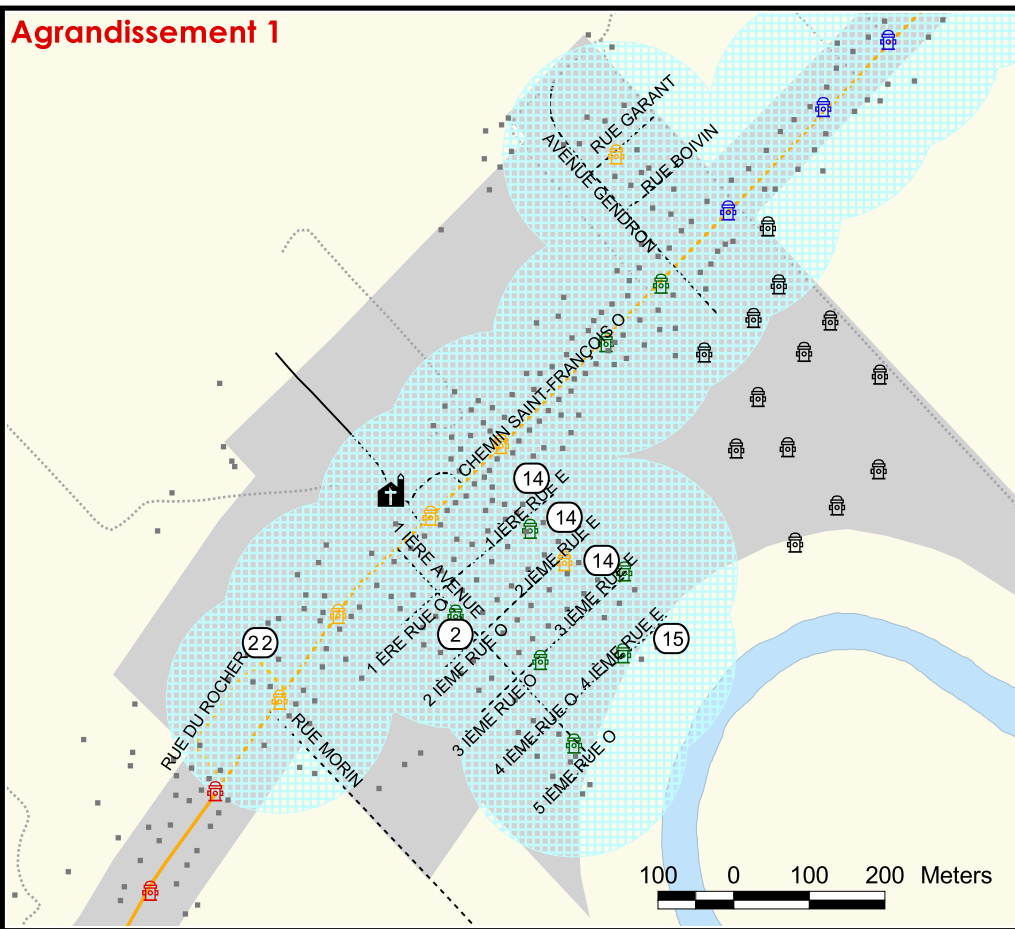 Agrandissement 1
RUE GARANT
RUE BOIVIN
AVENUE GENDRON
CHEMIN SAINT-FRANÇOIS O
14
1 IÈRE RUE E
14
2 IÈME RUE E
14
3 IÈME RUE E
1 IÈRE AVENUE
1 ÈRE RUE O
2
2 IÈME RUE O
15
4 IÈME RUE E
22
RUE DU ROCHER
RUE MORIN
3 IÈME RUE O
4 IÈME RUE O
5 IÈME RUE O
100 0 100 200 Meters